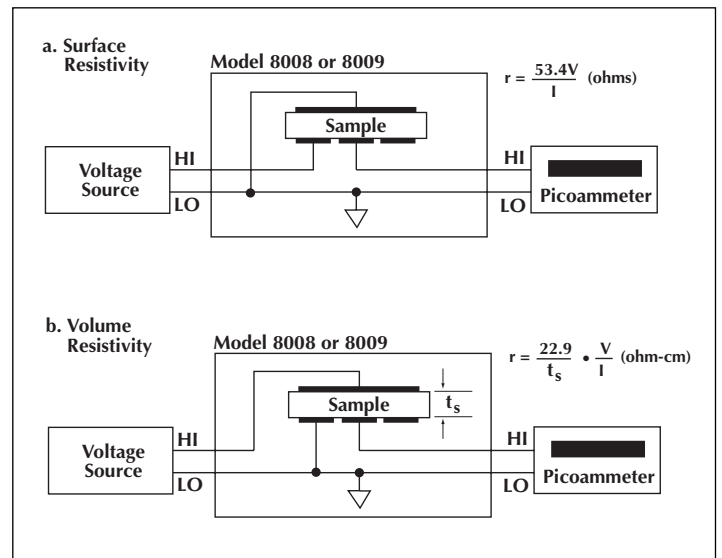 a. Surface
Resistivity
Model 8008 or 8009
r = 53.4V / I (ohms)
Sample
Voltage
Source
HI
LO
HI
LO
Picoammeter
b. Volume
Resistivity
Model 8008 or 8009
r = 22.9 / ts • V / I (ohm-cm)
Sample
ts
Voltage
Source
HI
LO
HI
LO
Picoammeter